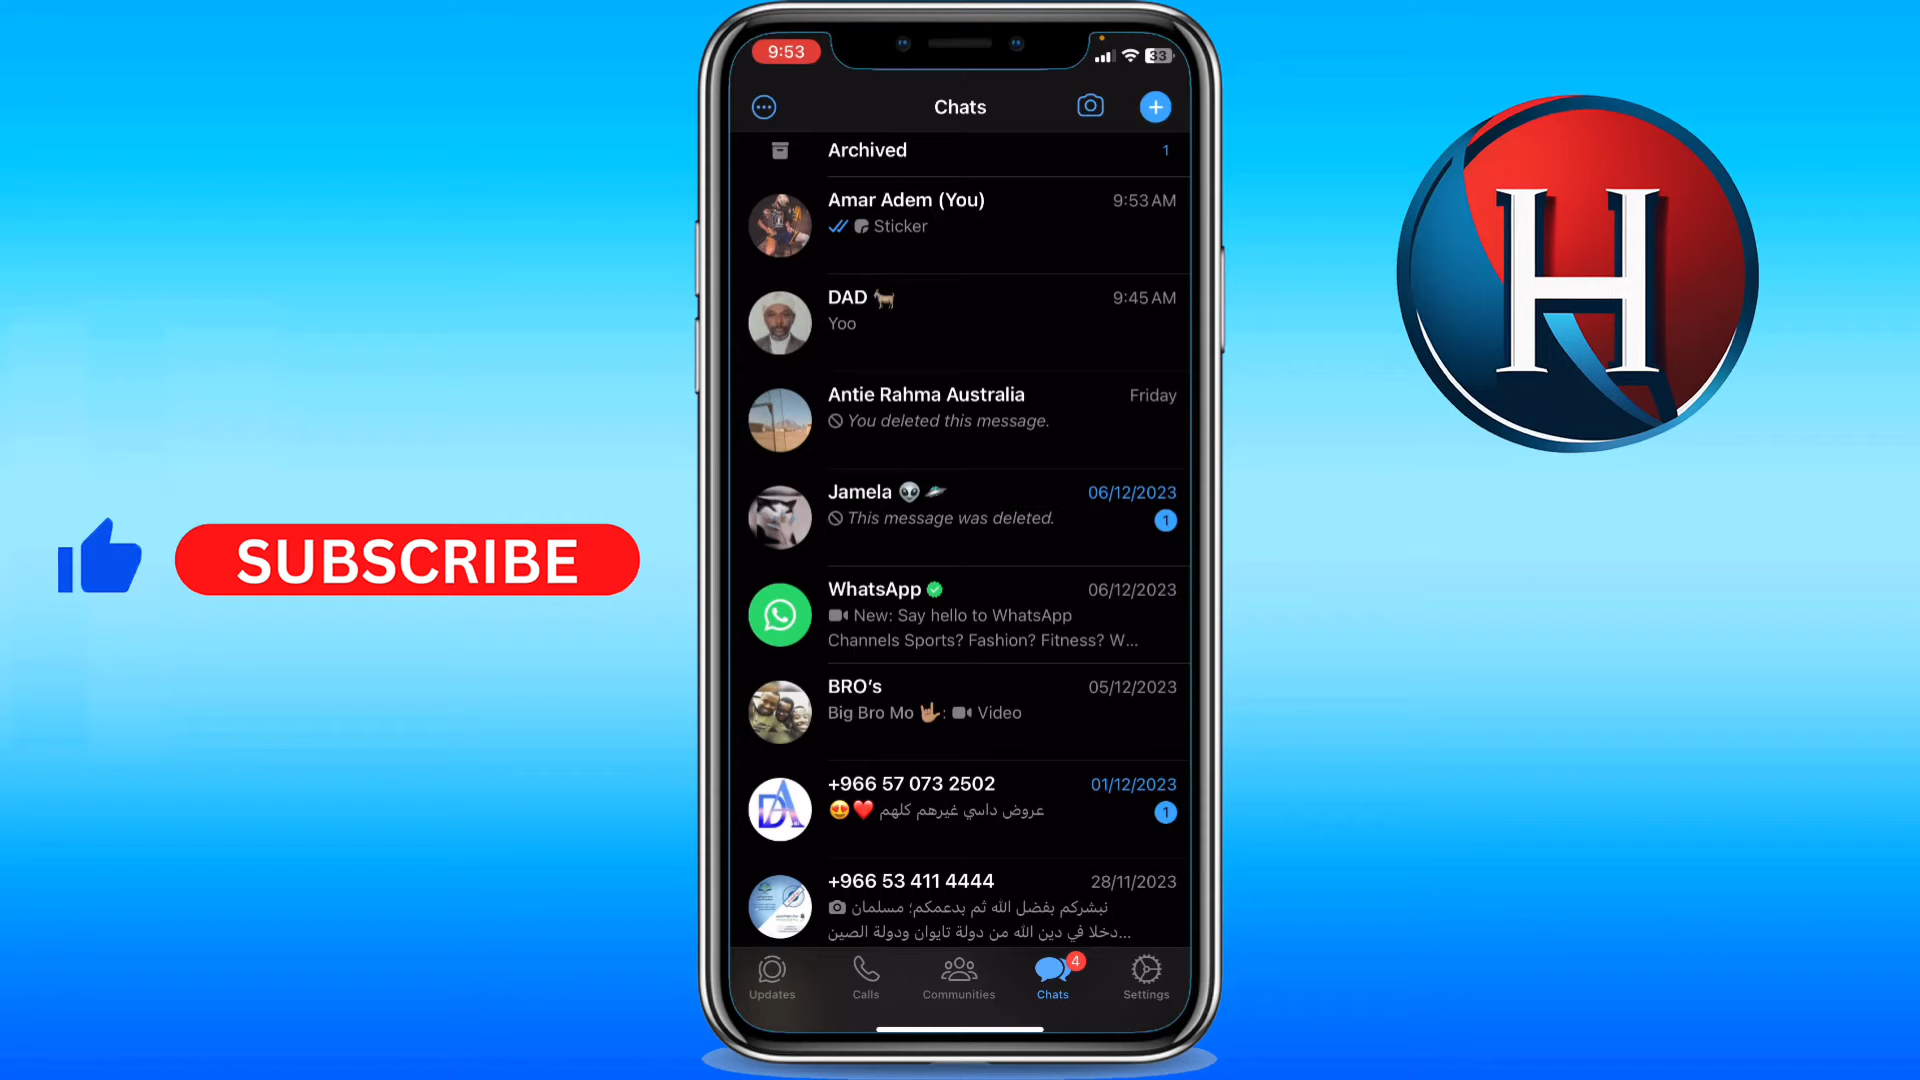 9:53
33
Chats
Archived
1
Amar Adem (You)
9:53 AM
Sticker
DAD 🐐
9:45 AM
Yoo
Antie Rahma Australia
Friday
You deleted this message.
Jamela 👽 🛸
06/12/2023
This message was deleted.
1
WhatsApp
06/12/2023
New: Say hello to WhatsApp
Channels Sports? Fashion? Fitness? W...
BRO’s
05/12/2023
Big Bro Mo 🤟🏼: Video
+966 57 073 2502
01/12/2023
عروض داسي غيرهم كلهم ❤️😍
1
DA
+966 53 411 4444
28/11/2023
نبشركم بفضل الله ثم بدعمكم؛ مسلمان
دخلا في دين الله من دولة تايوان ودولة الصين...
Updates
Calls
Communities
Chats
4
Settings
SUBSCRIBE
H